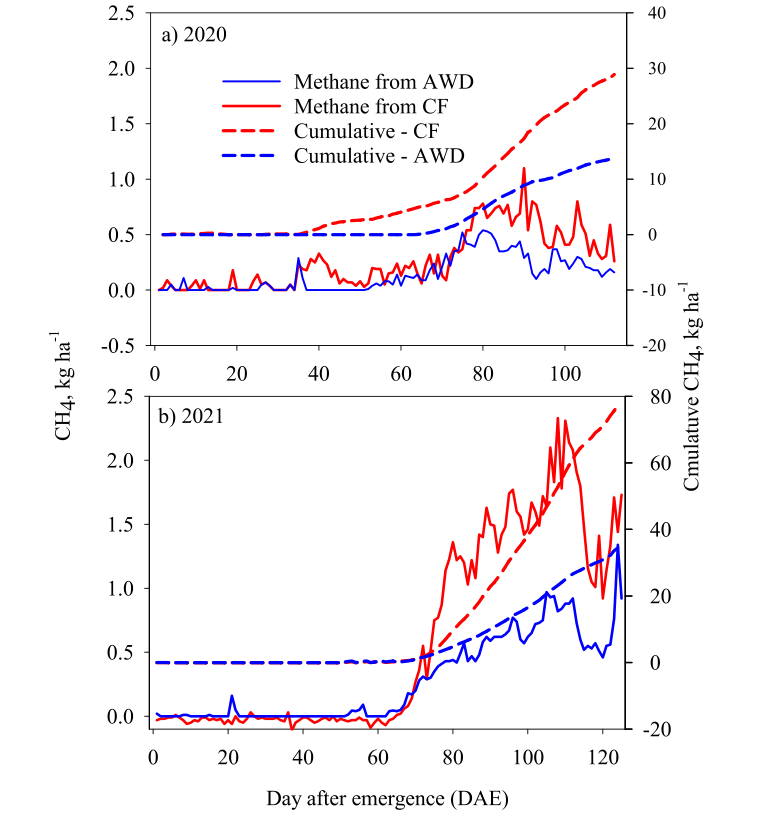 a) 2020
Methane from AWD
Methane from CF
Cumulative - CF
Cumulative - AWD
2.5
2.0
1.5
1.0
0.5
0.0
-0.5
40
30
20
10
0
-10
-20
0 20 40 60 80 100
CH4, kg ha-1
Cmulatuve CH4, kg ha-1
b) 2021
2.5
2.0
1.5
1.0
0.5
0.0
80
60
40
20
0
-20
0 20 40 60 80 100 120
Day after emergence (DAE)